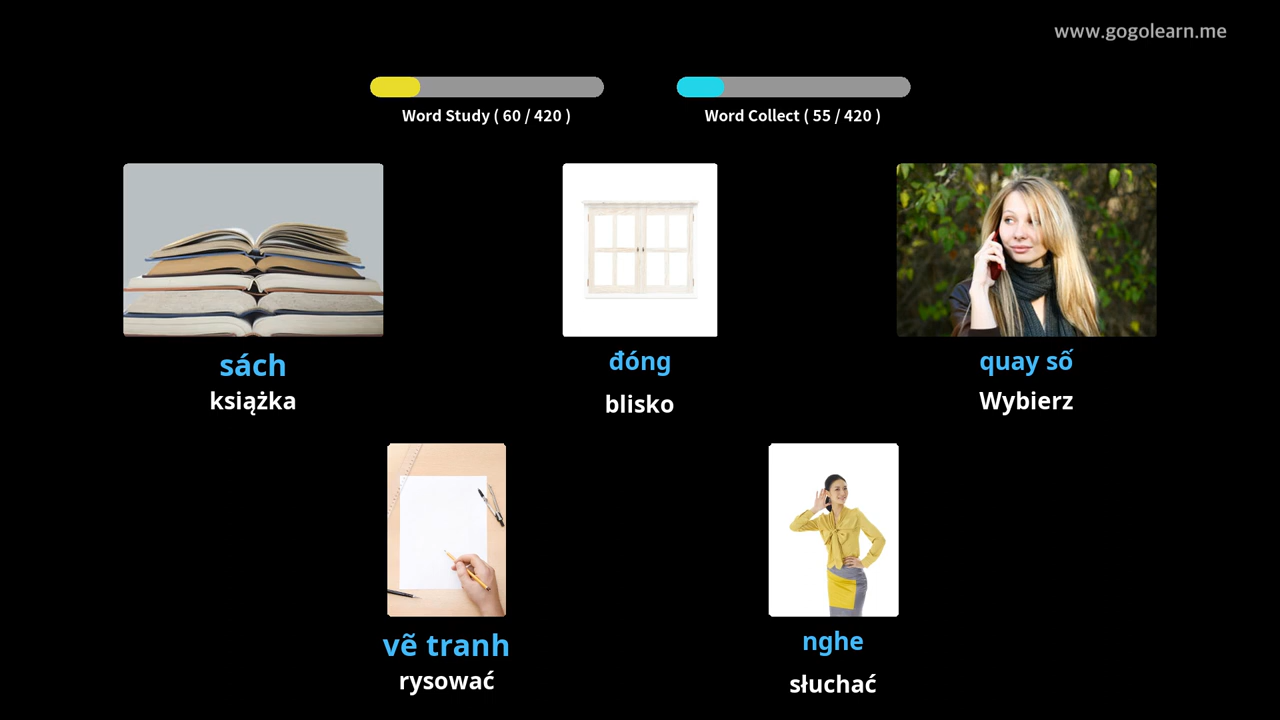 www.gogolearn.me
Word Study ( 60 / 420 )
Word Collect ( 55 / 420 )
sách
książka
đóng
blisko
quay số
Wybierz
vẽ tranh
rysować
nghe
słuchać